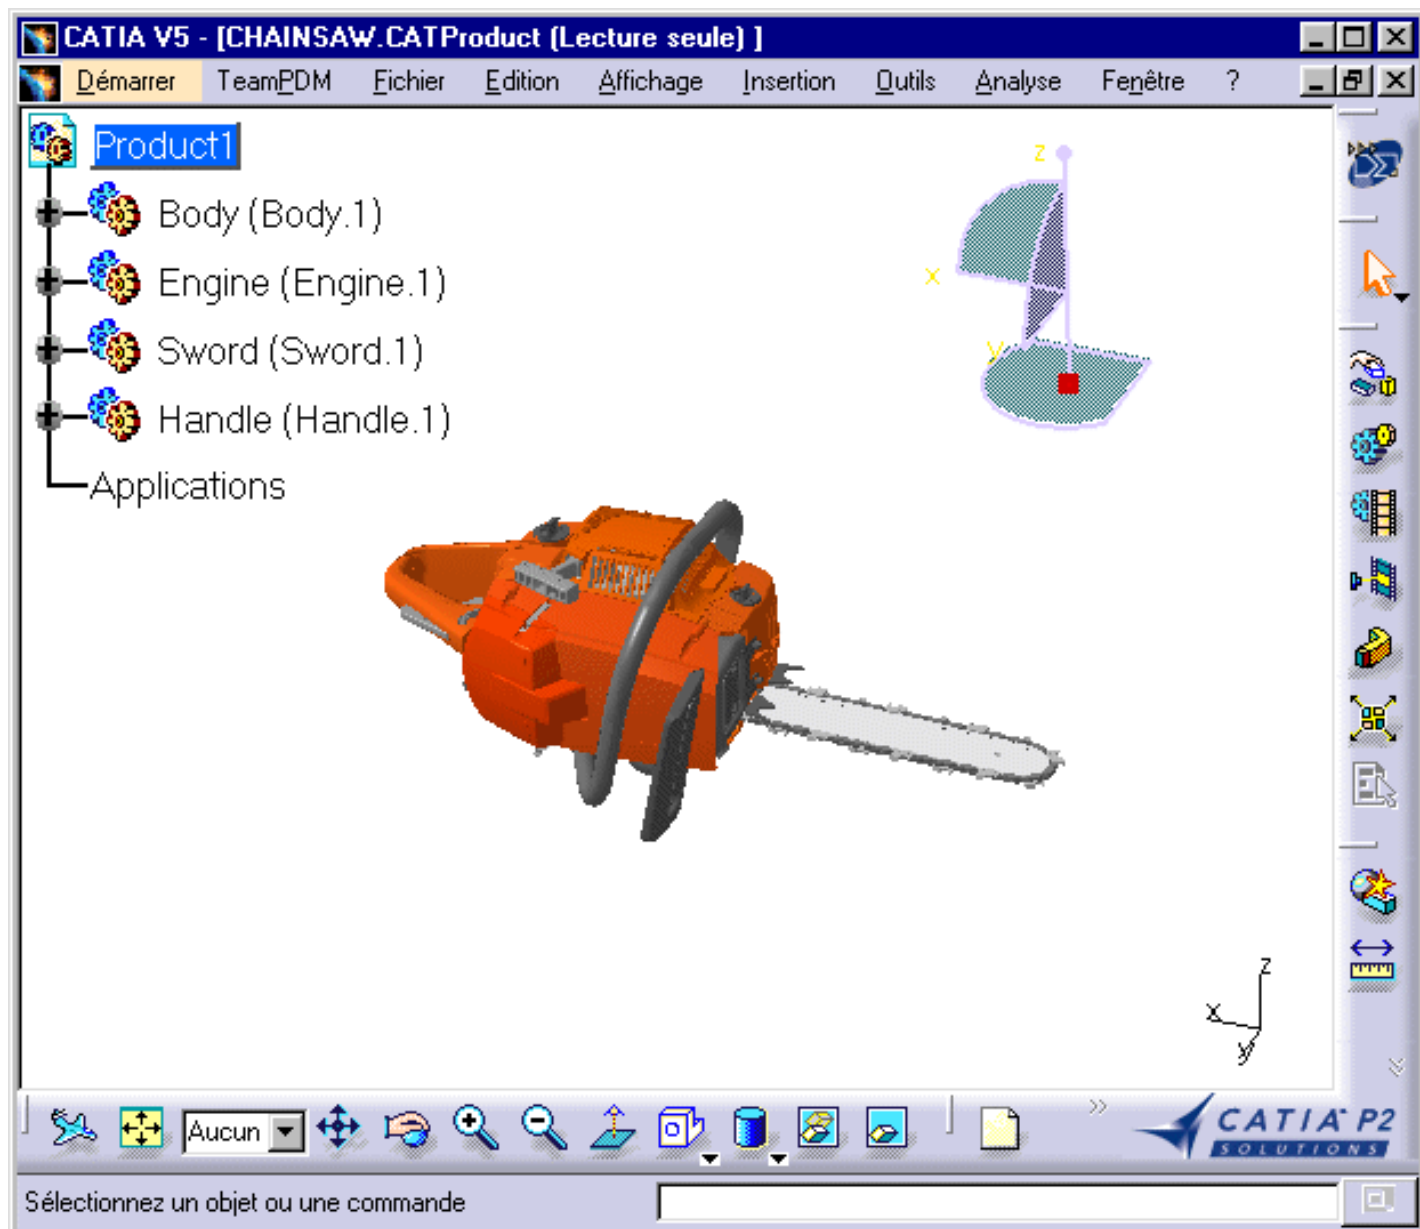 CATIA V5 - [CHAINSAW.CATProduct (Lecture seule) ]
Démarrer TeamPDM Fichier Edition Affichage Insertion Outils Analyse Fenêtre ?
Product1
Body (Body.1)
Engine (Engine.1)
Sword (Sword.1)
Handle (Handle.1)
Applications
z
x
y
z
x
y
Aucun
CATIA P2
SOLUTIONS
Sélectionnez un objet ou une commande